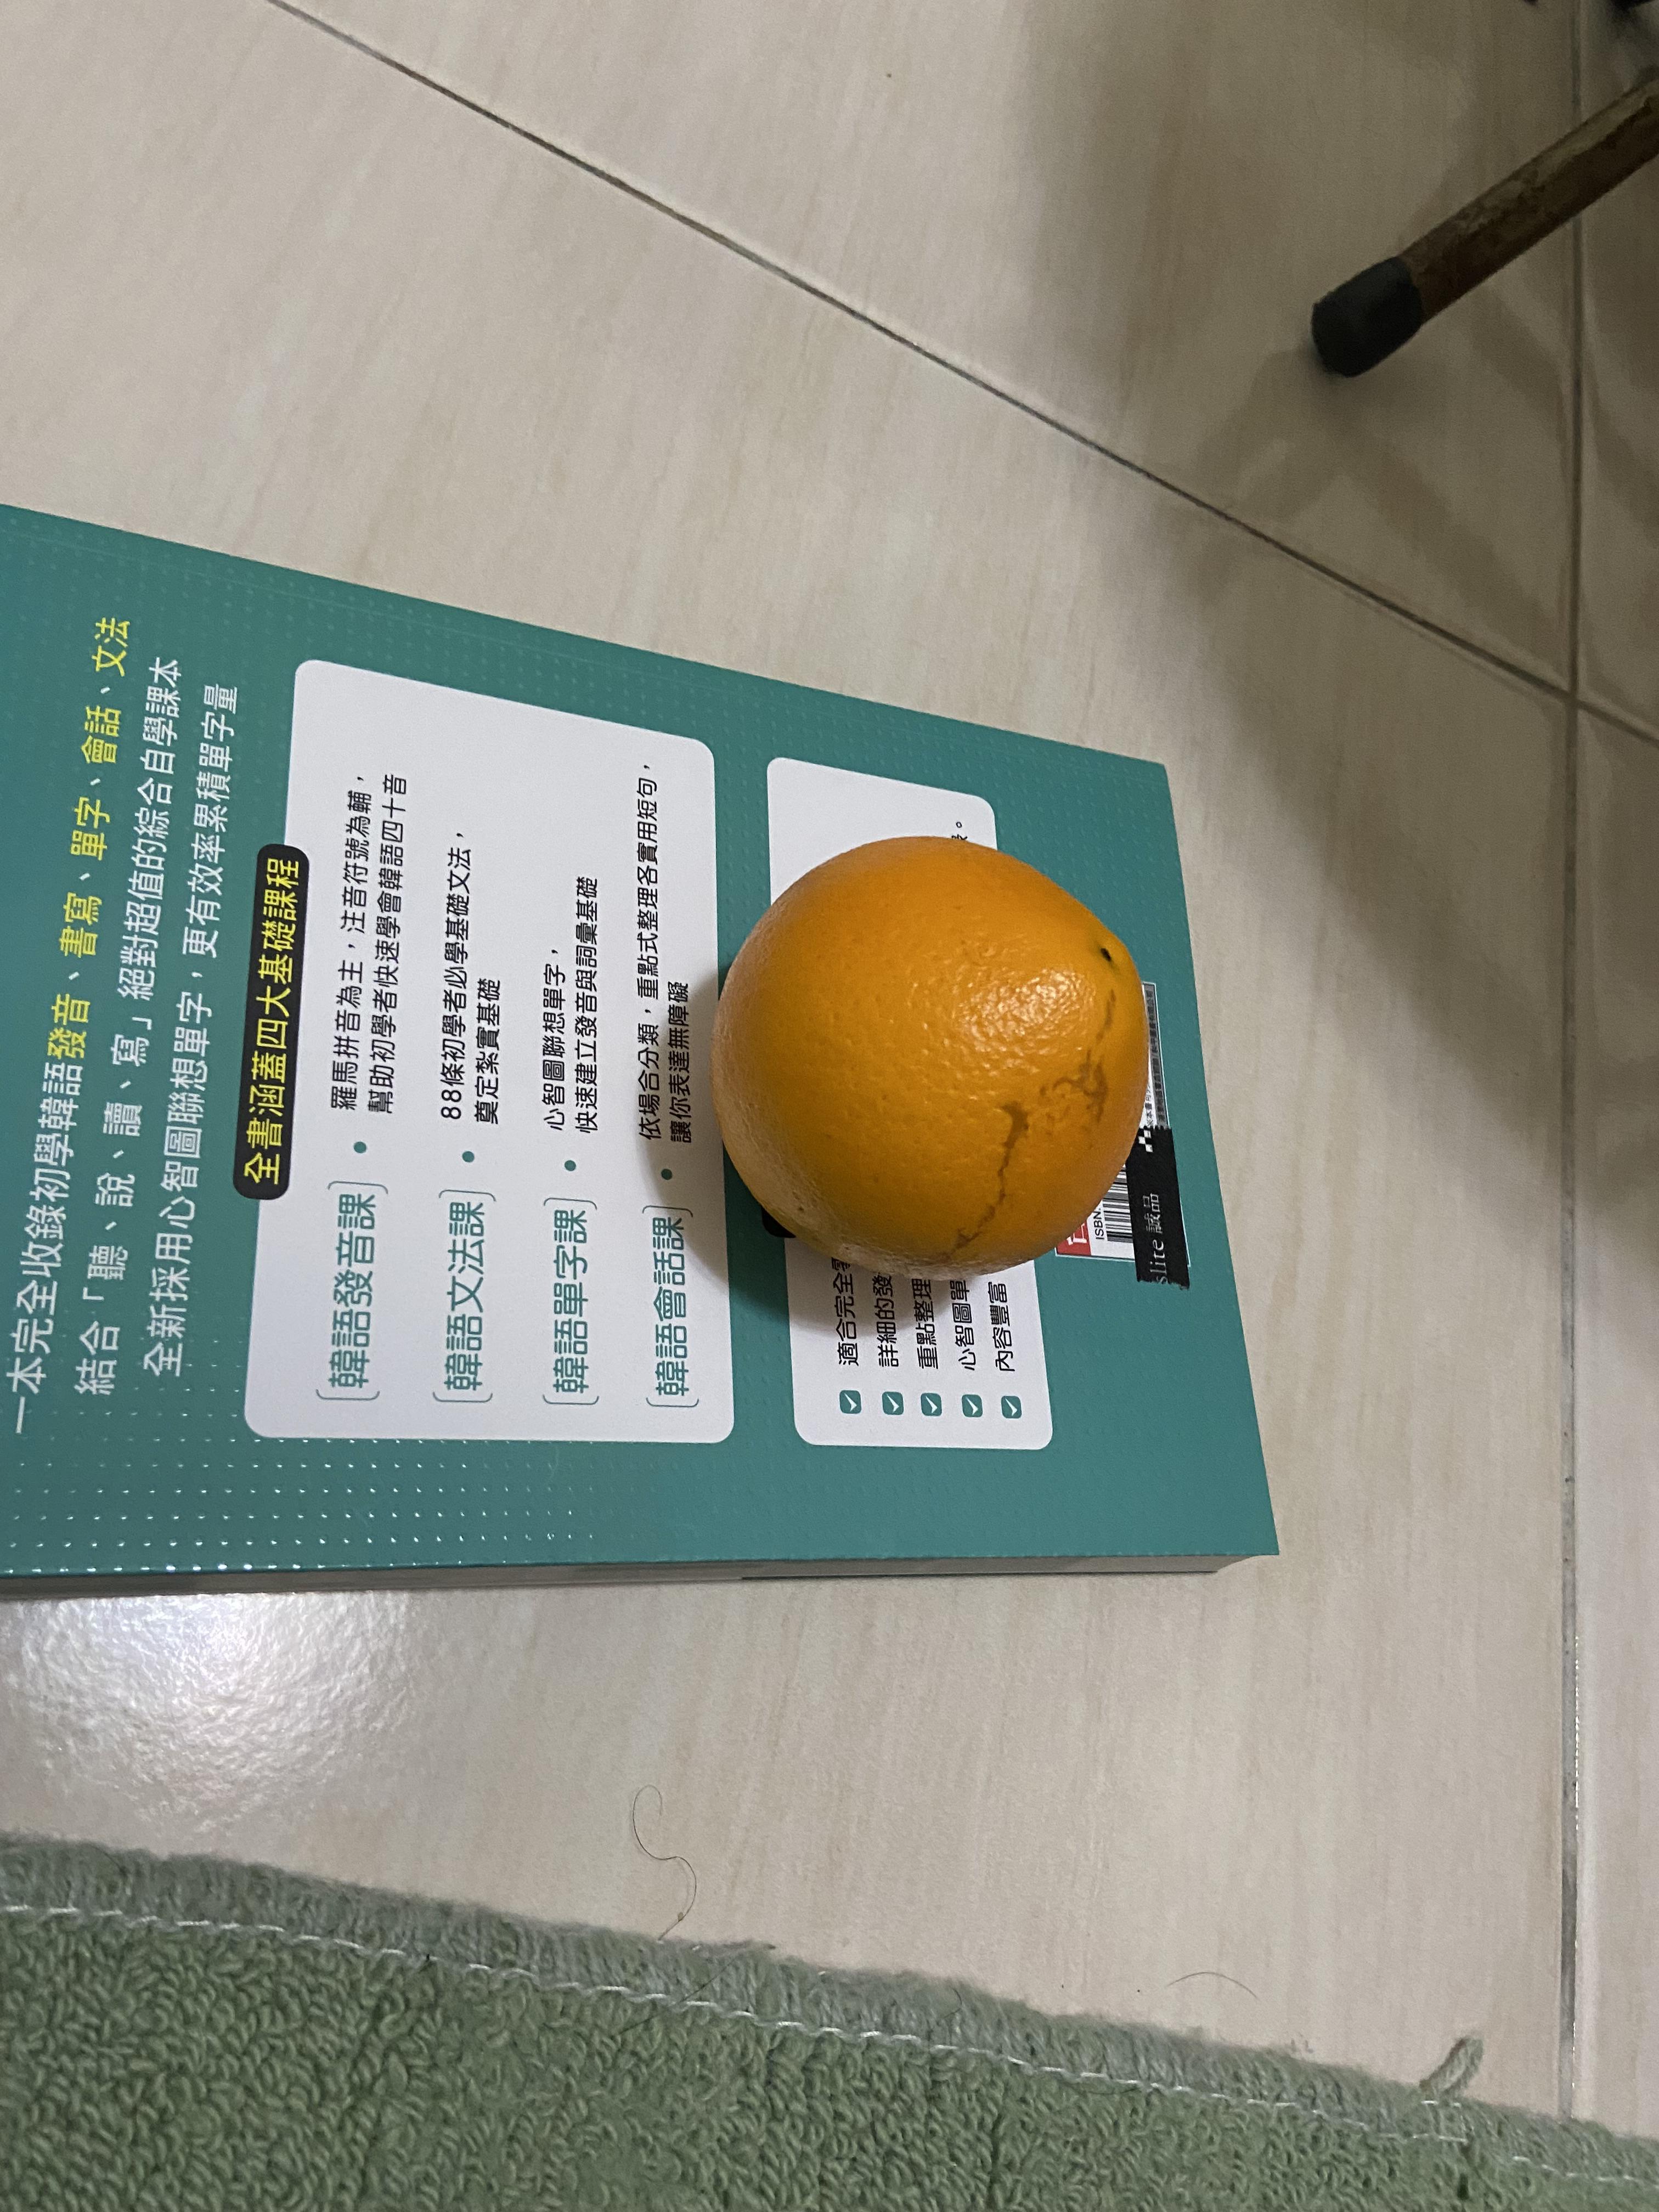 一本完全收錄初學韓語發音、書寫、單字、會話、文法
結合「聽、說、讀、寫」絕對超值的綜合自學課本
全新採用心智圖聯想單字，更有效率累積單字量
全書涵蓋四大基礎課程
韓語發音課
• 羅馬拼音為主，注音符號為輔，
幫助初學者快速學會韓語四十音
韓語文法課
• 88條初學者必學基礎文法，
奠定紮實基礎
韓語單字課
• 心智圖聯想單字，
快速建立發音與詞彙基礎
韓語會話課
• 依場合分類，重點式整理各實用短句，
讓你表達無障礙
適合完全
詳細的發
重點整理
心智圖單
內容豐富
ISBN:
slite 誠品